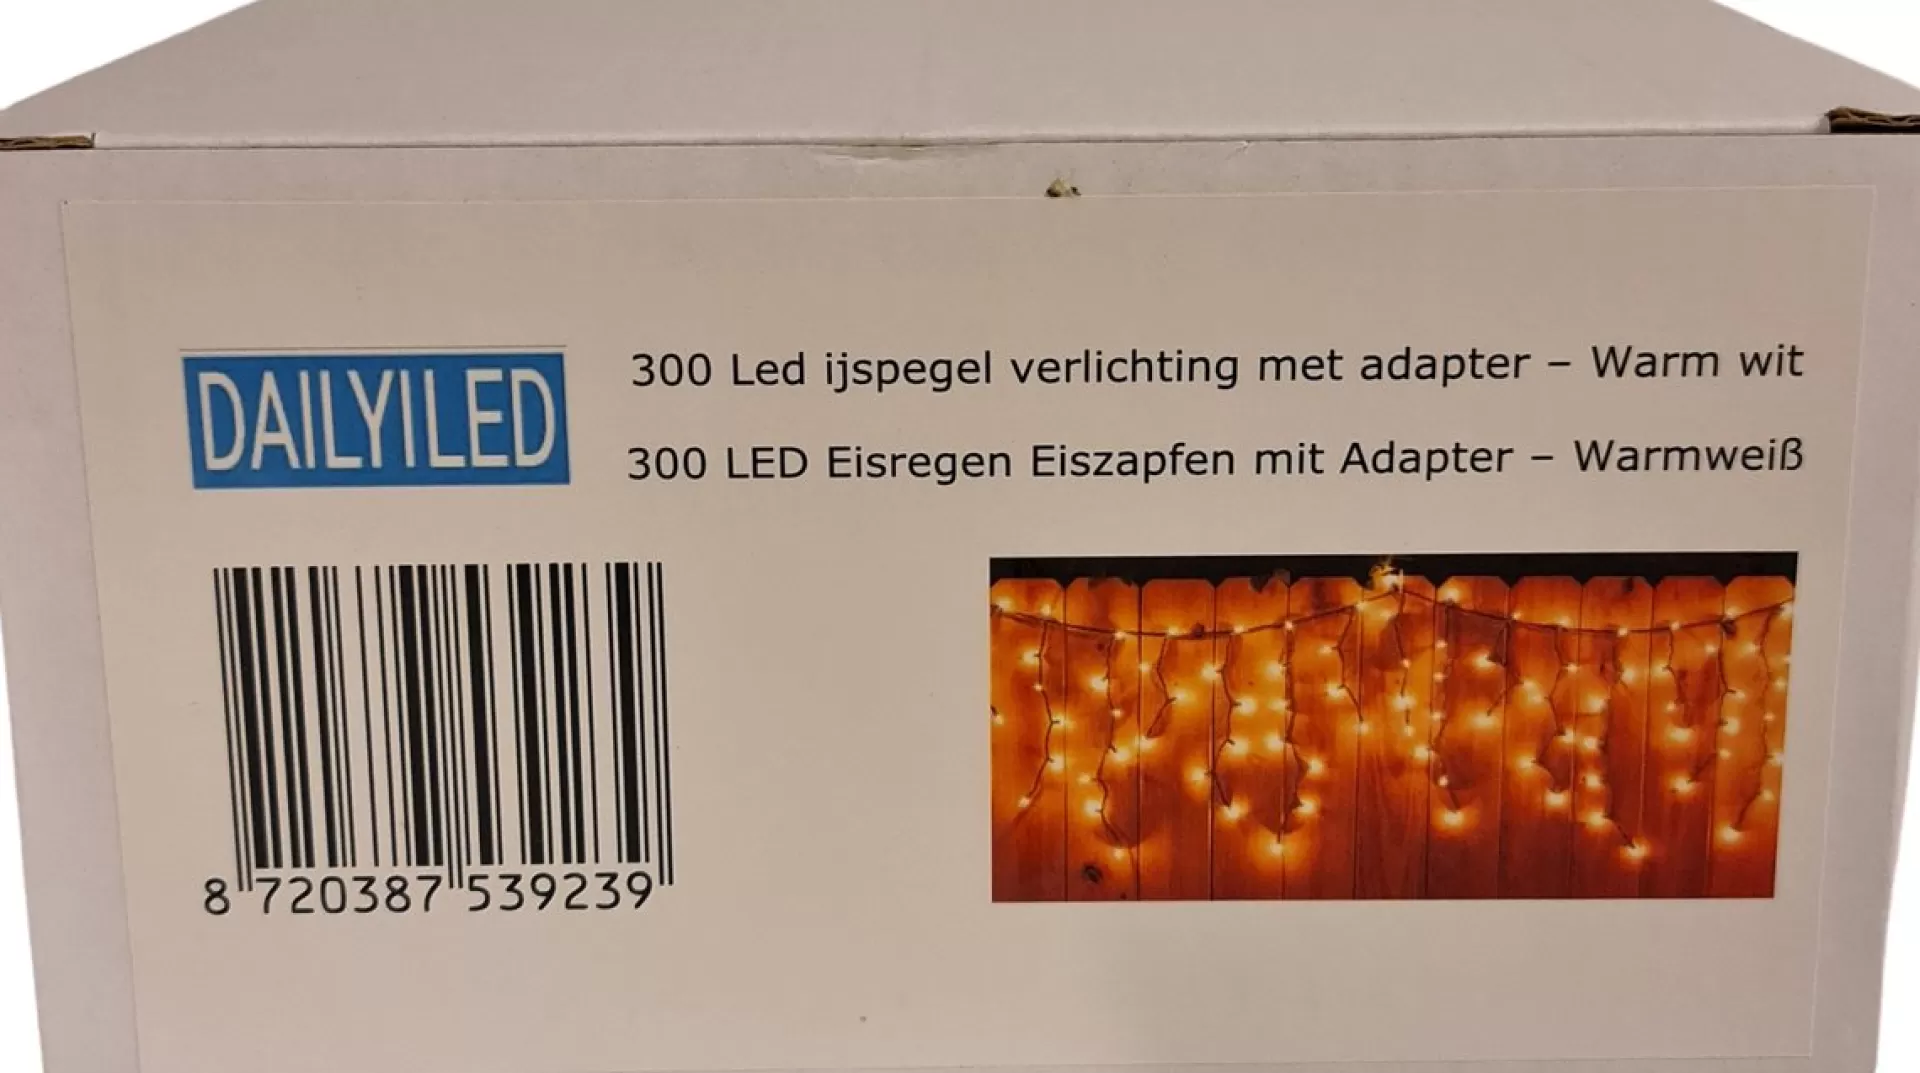 DAILYILED
300 Led ijspegel verlichting met adapter – Warm wit
300 LED Eisregen Eiszapfen mit Adapter – Warmweiß
8 720387 539239